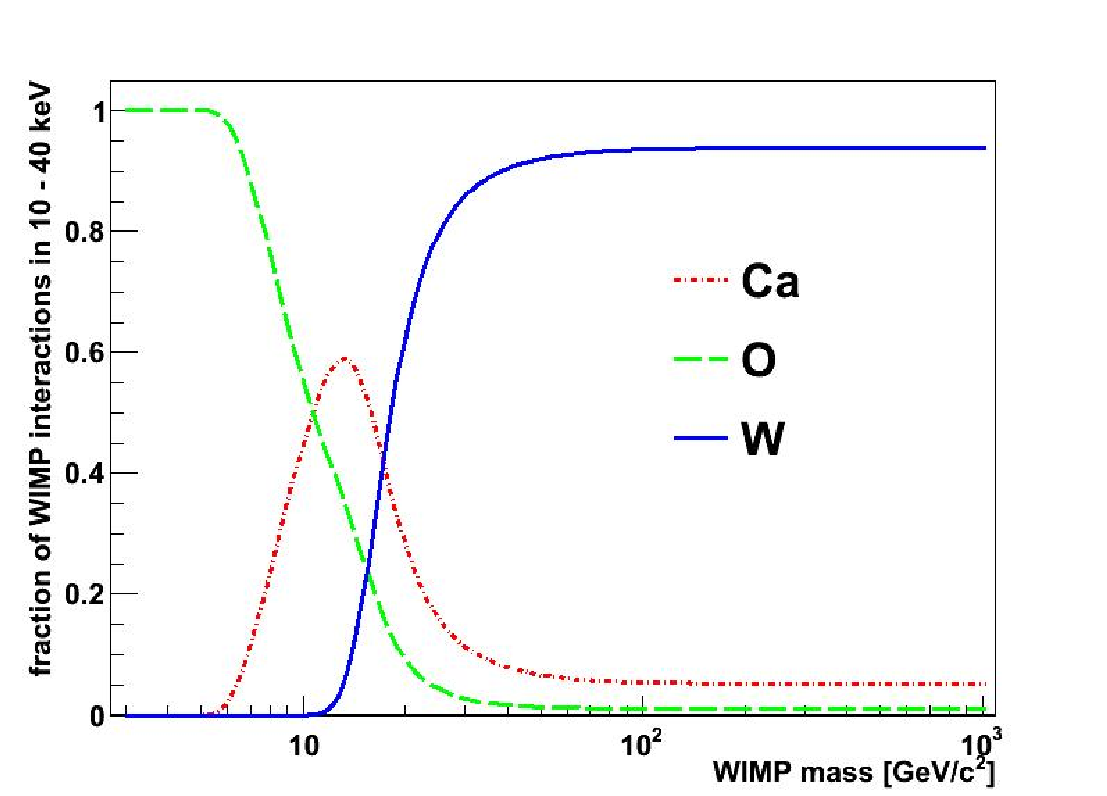 fraction of WIMP interactions in 10 - 40 keV
1
0.8
0.6
0.4
0.2
0
Ca
O
W
10
10²
10³
WIMP mass [GeV/c²]